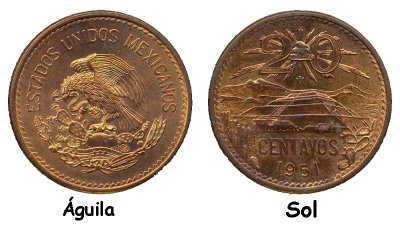 ESTADOS UNIDOS MEXICANOS
20
CENTAVOS
1951
Águila
Sol